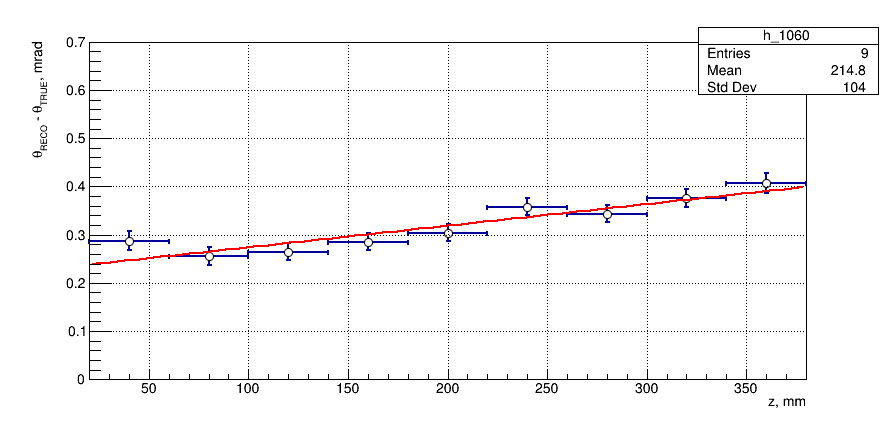 h_1060
Entries 9
Mean 214.8
Std Dev 104
θRECO - θTRUE, mrad
0.7
0.6
0.5
0.4
0.3
0.2
0.1
0
50 100 150 200 250 300 350
z, mm